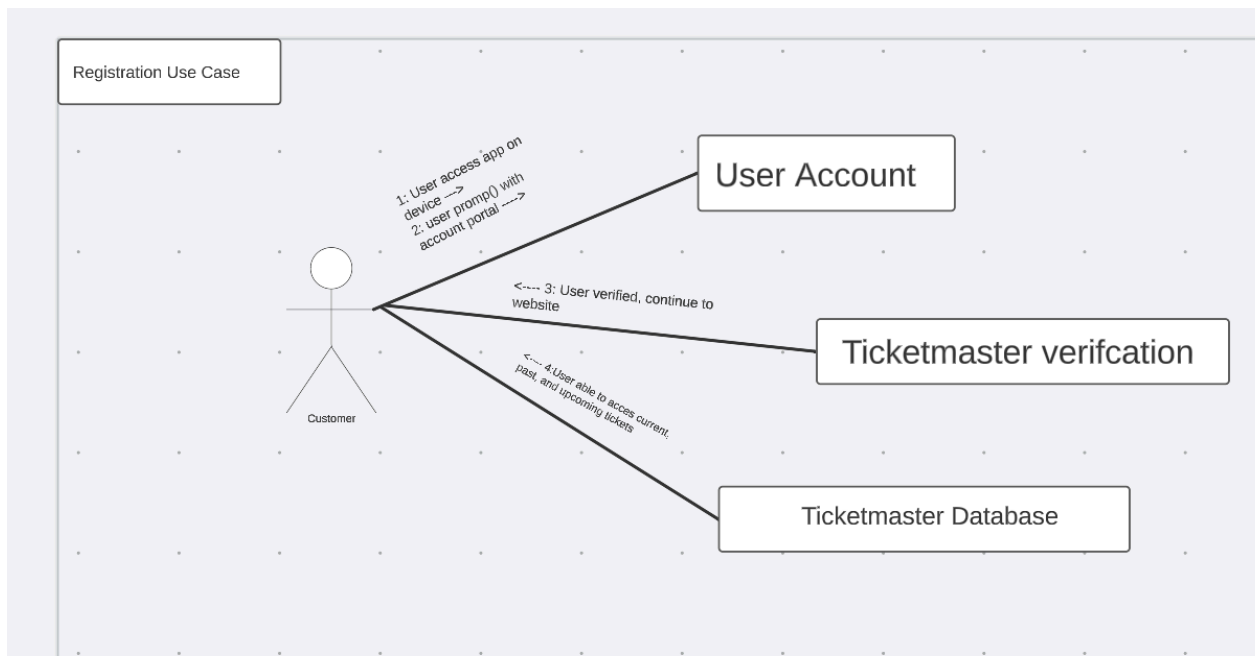 Registration Use Case
1: User access app on
device --->
2: user promp() with
account portal ---->
User Account
<---- 3: User verified, continue to
website
Ticketmaster verifcation
<---- 4:User able to acces current,
past, and upcoming tickets
Customer
Ticketmaster Database